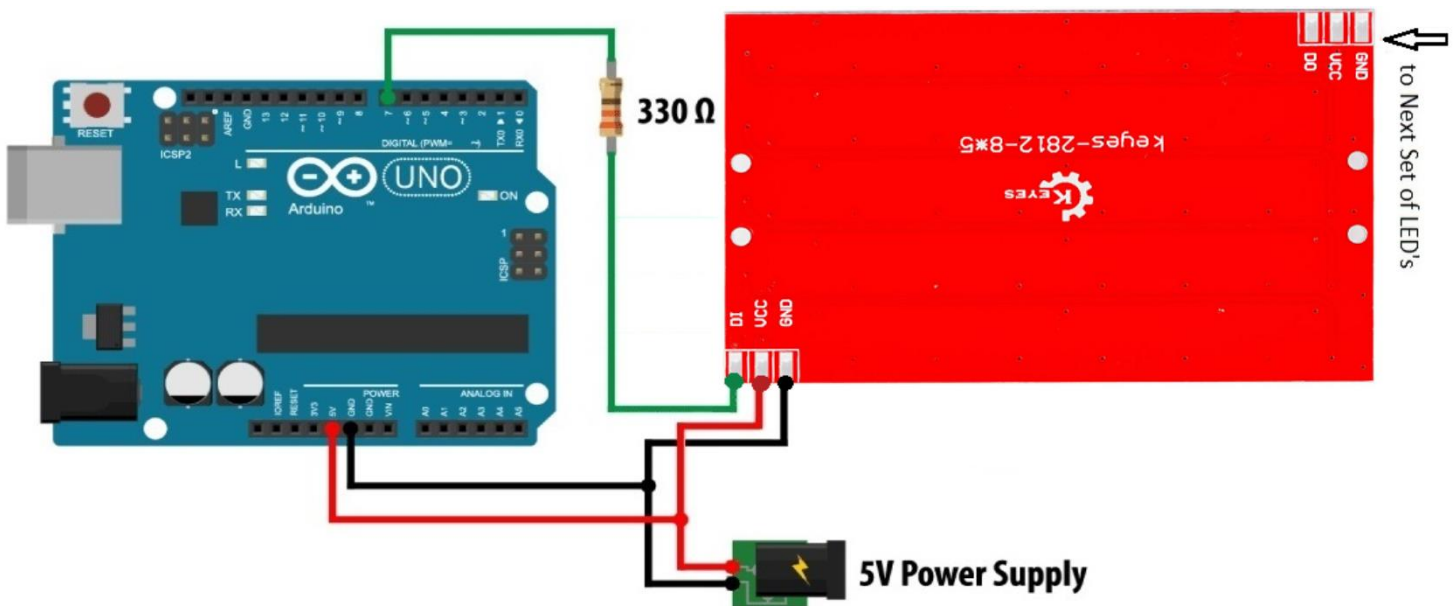 RESET
ICSP2
AREF
GND
13
12
~11
~10
~9
8
7
~6
~5
4
~3
2
TX0 ▶ 1
RX0 ◀ 0
DIGITAL (PWM=
L
TX
RX
UNO
ON
Arduino
™
1
ICSP
IOREF
RESET
3V3
5V
GND
GND
VIN
POWER
ANALOG IN
A0
A1
A2
A3
A4
A5
330 Ω
DO
VCC
GND
to Next Set of LED's
keyes-2812-8*5
KEYES
DI
VCC
GND
5V Power Supply